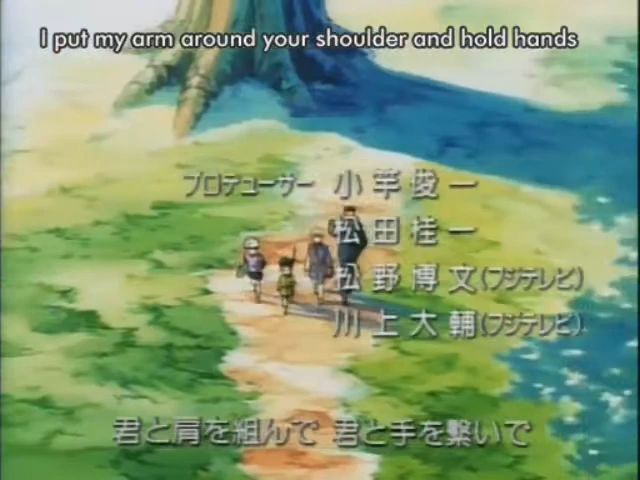 I put my arm around your shoulder and hold hands
プロデューサー 小竿俊一
松田桂一
松野博文(フジテレビ)
川上大輔(フジテレビ)
君と肩を組んで 君と手を繋いで